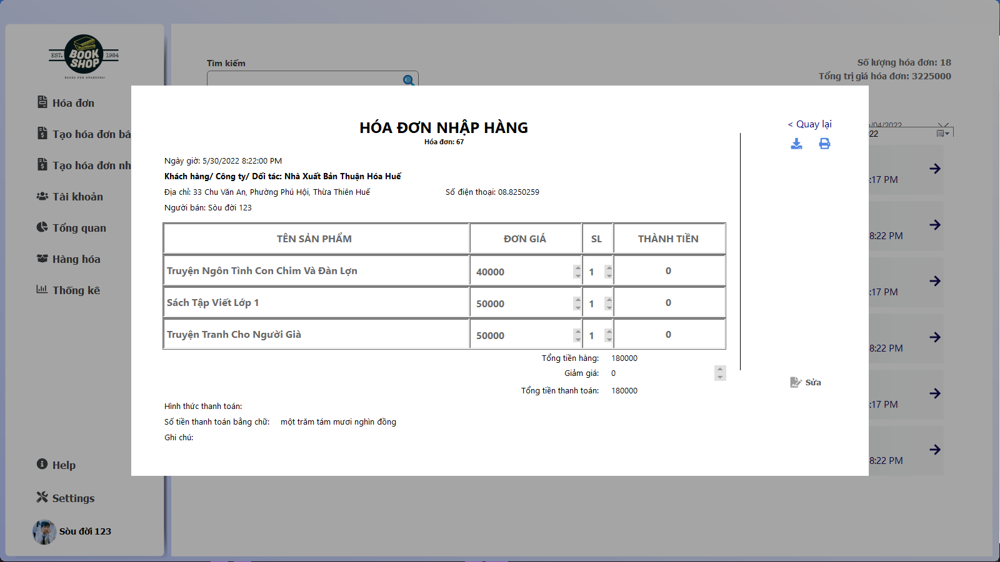 EST. BOOK SHOP 1984
BOOKS FOR EVERYONE!
Hóa đơn
Tạo hóa đơn bá
Tạo hóa đơn nh
Tài khoản
Tổng quan
Hàng hóa
Thống kê
Help
Settings
Sòu đời 123
Tìm kiếm
Số lượng hóa đơn: 18
Tổng trị giá hóa đơn: 3225000
/04/2022
22
HÓA ĐƠN NHẬP HÀNG
Hóa đơn: 67
< Quay lại
Ngày giờ: 5/30/2022 8:22:00 PM
Khách hàng/ Công ty/ Dối tác: Nhà Xuất Bản Thuận Hóa Huế
Địa chỉ: 33 Chu Văn An, Phường Phú Hội, Thừa Thiên Huế Số điện thoại: 08.8250259
Người bán: Sòu đời 123
TÊN SẢN PHẨM ĐƠN GIÁ SL THÀNH TIỀN
Truyện Ngôn Tình Con Chim Và Đàn Lợn 40000 1 0
Sách Tập Viết Lớp 1 50000 1 0
Truyện Tranh Cho Người Già 50000 1 0
Tổng tiền hàng: 180000
Giảm giá: 0
Tổng tiền thanh toán: 180000
Hình thức thanh toán:
Số tiền thanh toán bằng chữ: một trăm tám mươi nghìn đồng
Ghi chú:
Sửa
:17 PM
8:22 PM
:17 PM
8:22 PM
:17 PM
8:22 PM